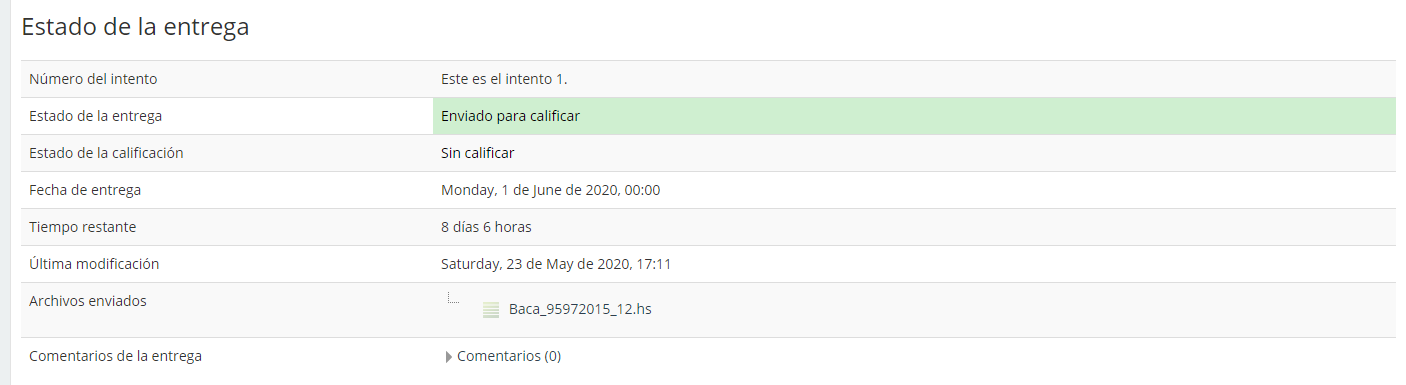 Estado de la entrega
Número del intento Este es el intento 1.
Estado de la entrega Enviado para calificar
Estado de la calificación Sin calificar
Fecha de entrega Monday, 1 de June de 2020, 00:00
Tiempo restante 8 días 6 horas
Última modificación Saturday, 23 de May de 2020, 17:11
Archivos enviados Baca_95972015_12.hs
Comentarios de la entrega Comentarios (0)